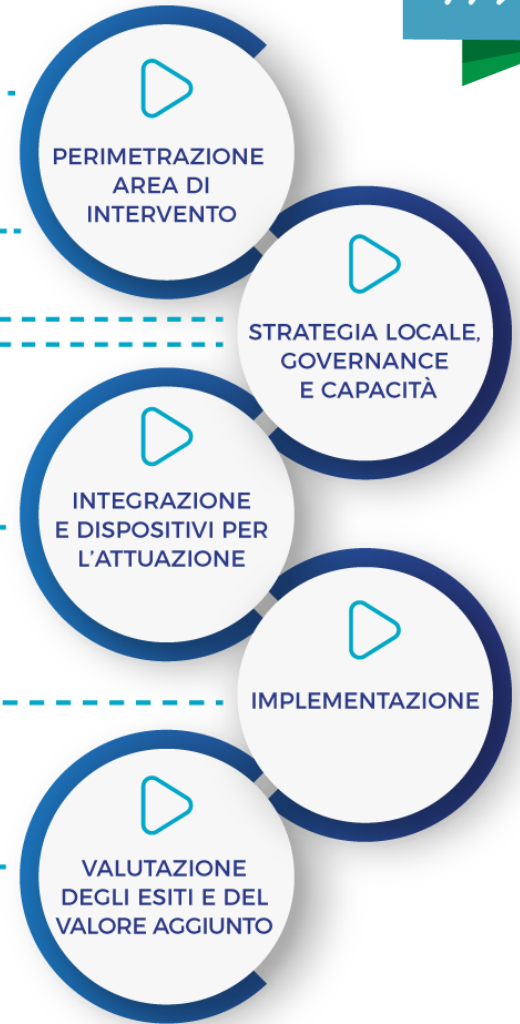 PERIMETRAZIONE
AREA DI
INTERVENTO
STRATEGIA LOCALE,
GOVERNANCE
E CAPACITÀ
INTEGRAZIONE
E DISPOSITIVI PER
L'ATTUAZIONE
IMPLEMENTAZIONE
VALUTAZIONE
DEGLI ESITI E DEL
VALORE AGGIUNTO